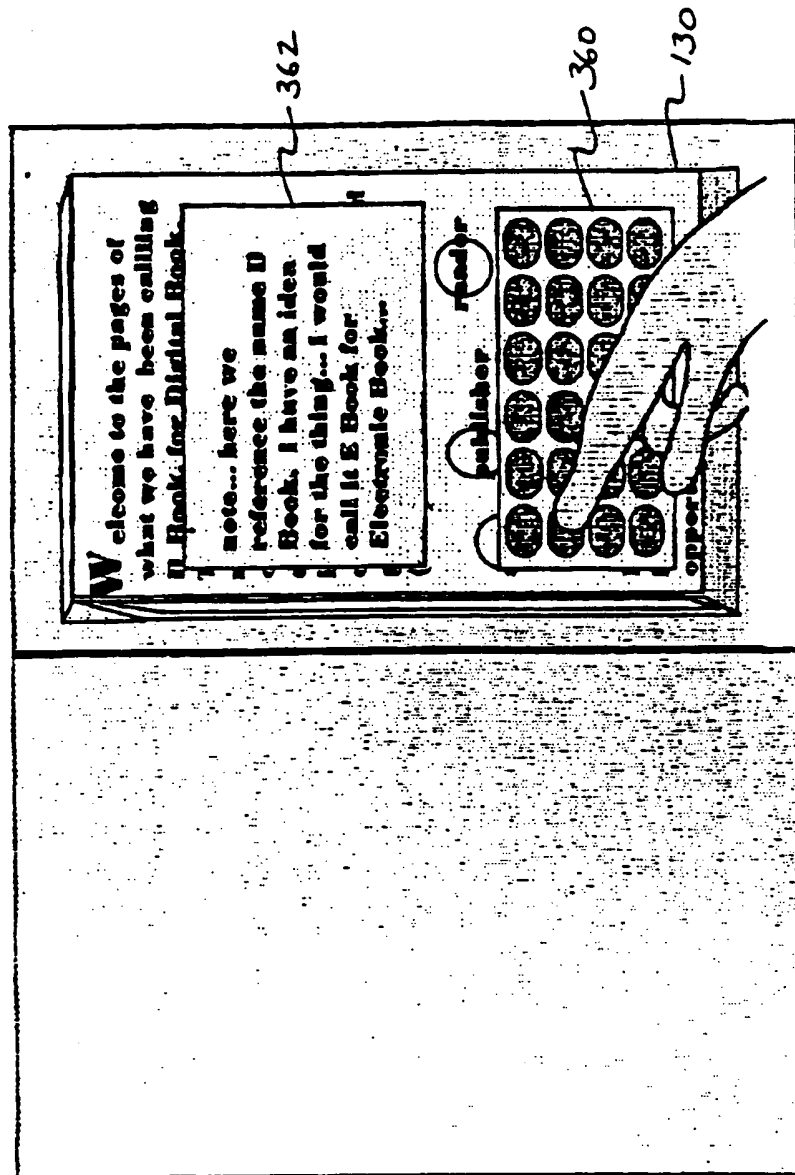 Welcome to the pages of
what we have been callling
D Book, for Digital Book.
note... here we
reference the name D
Book. I have an idea
for the thing... I would
call it E Book for
Electronic Book...
publisher
reader
opport
362
360
130